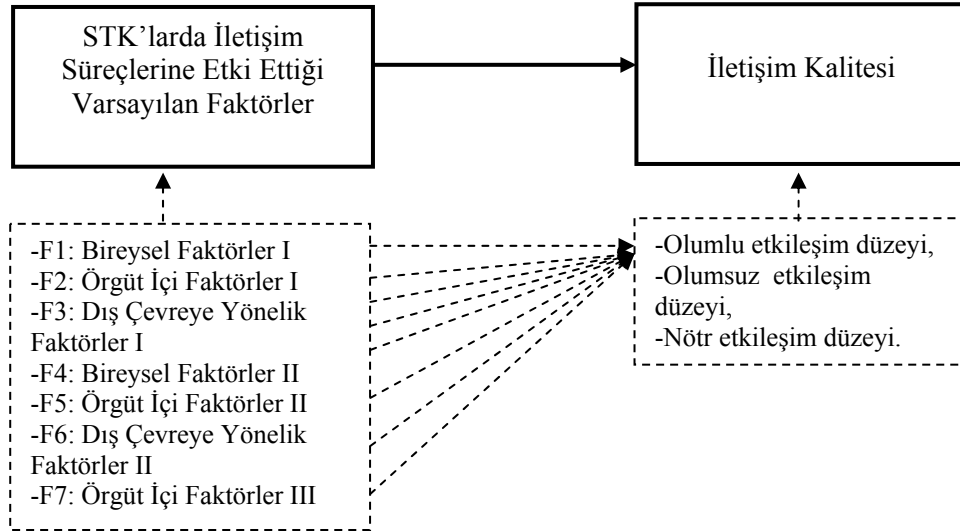 STK’larda İletişim
Süreçlerine Etki Ettiği
Varsayılan Faktörler
İletişim Kalitesi
-F1: Bireysel Faktörler I
-F2: Örgüt İçi Faktörler I
-F3: Dış Çevreye Yönelik
Faktörler I
-F4: Bireysel Faktörler II
-F5: Örgüt İçi Faktörler II
-F6: Dış Çevreye Yönelik
Faktörler II
-F7: Örgüt İçi Faktörler III
-Olumlu etkileşim düzeyi,
-Olumsuz etkileşim
düzeyi,
-Nötr etkileşim düzeyi.